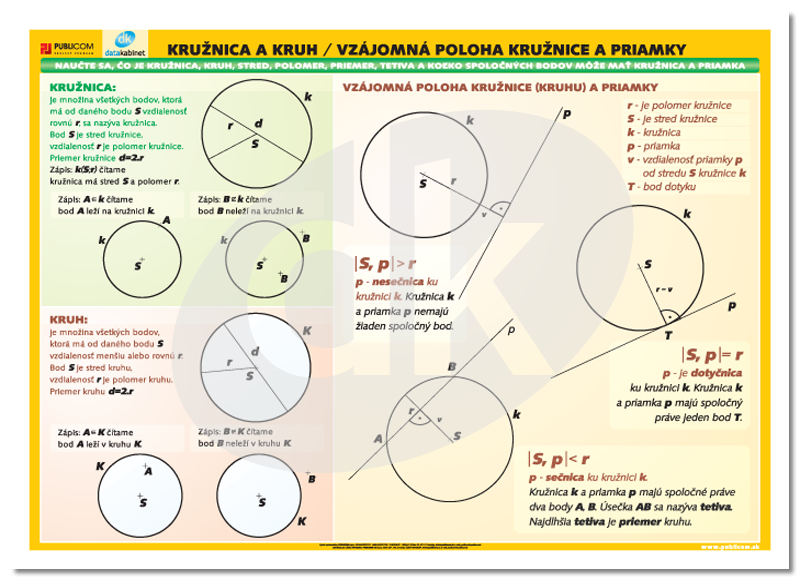 PUBLICOM
dk
datakabinet
KRUŽNICA A KRUH / VZÁJOMNÁ POLOHA KRUŽNICE A PRIAMKY
NAUČTE SA, ČO JE KRUŽNICA, KRUH, STRED, POLOMER, PRIEMER, TETIVA A KOĽKO SPOLOČNÝCH BODOV MÔŽE MAŤ KRUŽNICA A PRIAMKA
KRUŽNICA:
Je množina všetkých bodov, ktorá
má od daného bodu S vzdialenosť
rovnú r, sa nazýva kružnica.
Bod S je stred kružnice,
vzdialenosť r je polomer kružnice.
Priemer kružnice d=2.r
Zápis: k(S;r) čítame
kružnica má stred S a polomer r.
k
r
d
S
Zápis: A∈k čítame
bod A leží na kružnici k.
Zápis: B∉k čítame
bod B neleží na kružnici k.
A
k
S
k
B
S
B
KRUH:
Je množina všetkých bodov,
ktorá má od daného bodu S
vzdialenosť menšiu alebo rovnú r.
Bod S je stred kruhu,
vzdialenosť r je polomer kruhu.
Priemer kruhu d=2.r
K
d
r
S
Zápis: A∈K čítame
bod A leží v kruhu K.
Zápis: B∉K čítame
bod B neleží v kruhu K.
K
A
S
B
S
K
VZÁJOMNÁ POLOHA KRUŽNICE (KRUHU) A PRIAMKY
r - je polomer kružnice
S - je stred kružnice
k - kružnica
p - priamka
v - vzdialenosť priamky p
od stredu S kružnice k
T - bod dotyku
k
p
S
r
v
|S, p|> r
p - nesečnica ku
kružnici k. Kružnica k
a priamka p nemajú
žiaden spoločný bod.
k
S
r = v
p
T
|S, p|= r
p - je dotyčnica
ku kružnici k. Kružnica k
a priamka p majú spoločný
práve jeden bod T.
p
B
r
k
v
S
A
|S, p|< r
p - sečnica ku kružnici k.
Kružnica k a priamka p majú spoločné práve
dva body A, B. Úsečka AB sa nazýva tetiva.
Najdlhšia tetiva je priemer kruhu.
www.publicom.sk